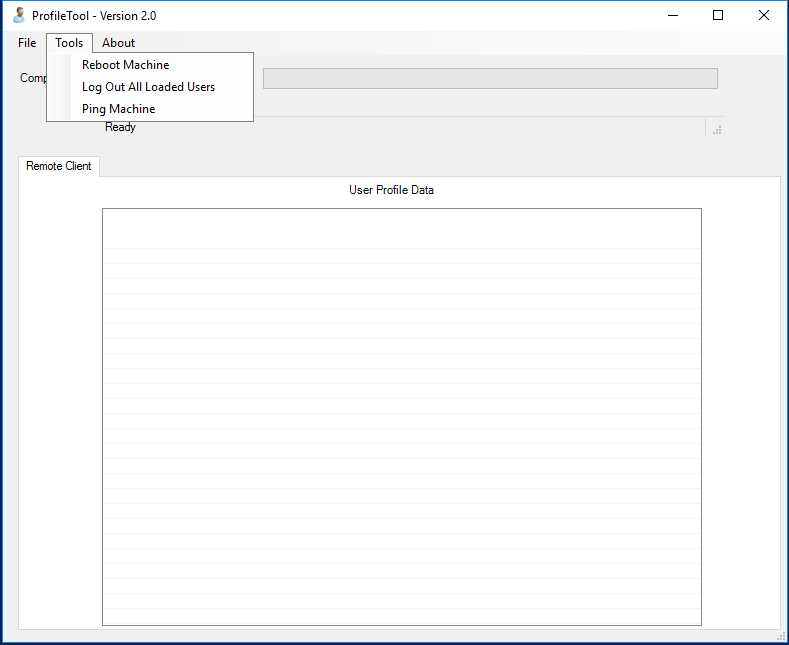 ProfileTool - Version 2.0
File Tools About
Reboot Machine
Log Out All Loaded Users
Ping Machine
Comp
Ready
Remote Client
User Profile Data